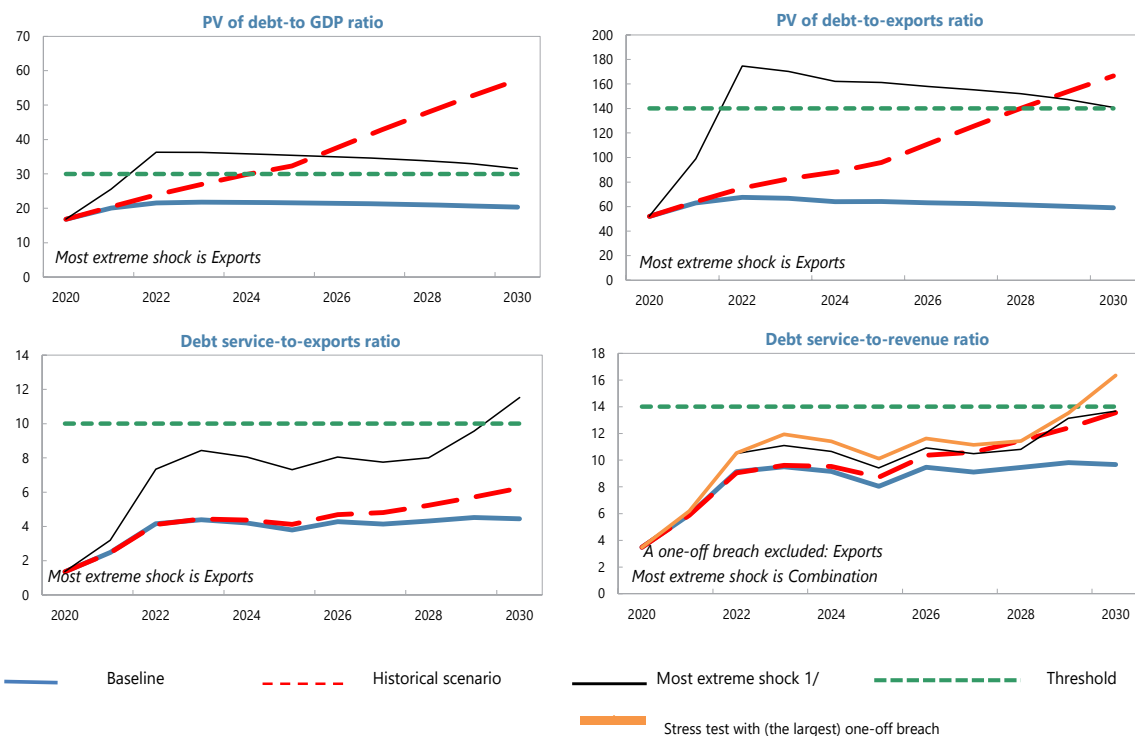 PV of debt-to GDP ratio
70
60
50
40
30
20
10
0
Most extreme shock is Exports
2020 2022 2024 2026 2028 2030
PV of debt-to-exports ratio
200
180
160
140
120
100
80
60
40
20
0
Most extreme shock is Exports
2020 2022 2024 2026 2028 2030
Debt service-to-exports ratio
14
12
10
8
6
4
2
0
Most extreme shock is Exports
2020 2022 2024 2026 2028 2030
Debt service-to-revenue ratio
18
16
14
12
10
8
6
4
2
0
A one-off breach excluded: Exports
Most extreme shock is Combination
2020 2022 2024 2026 2028 2030
Baseline Historical scenario Most extreme shock 1/ Threshold
Stress test with (the largest) one-off breach